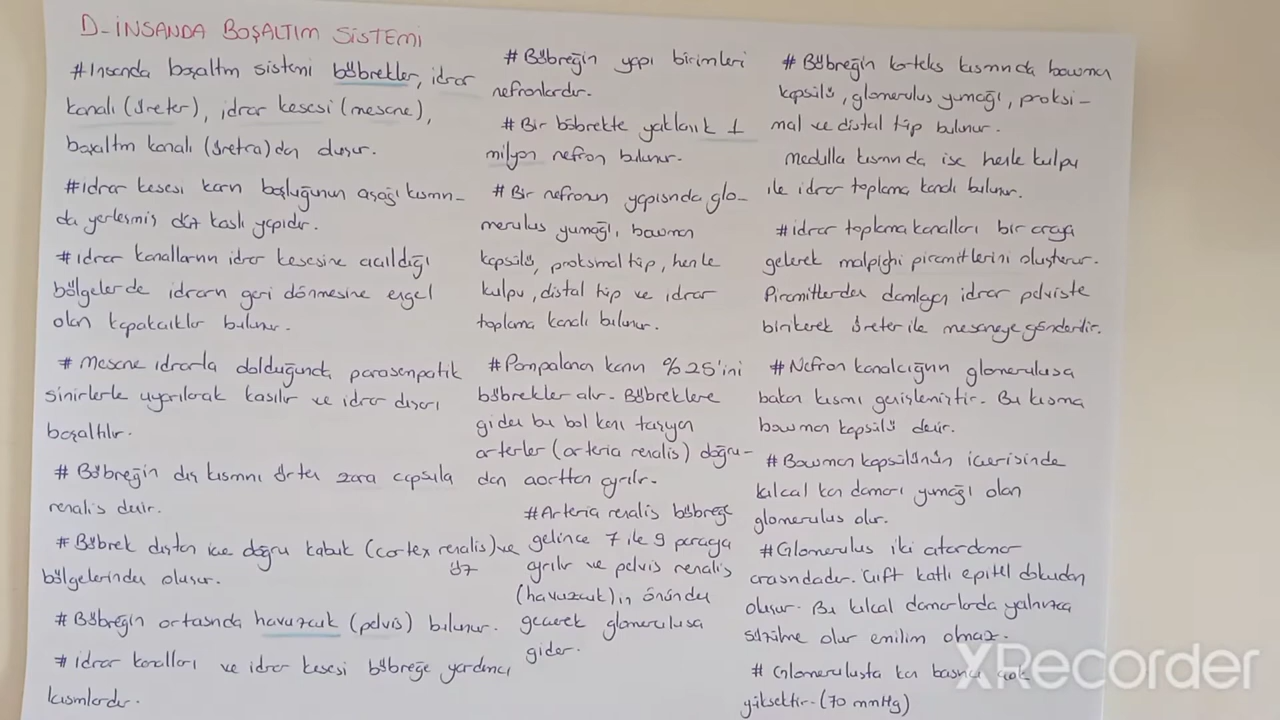 D-İNSANDA BOŞALTIM SİSTEMİ
#İnsanda boşaltım sistemi böbrekler, idrar
kanalı (üreter), idrar kesesi (mesane),
boşaltım kanalı (üretra)dan oluşur.
#idrar kesesi karın boşluğunun aşağı kısmın-
da yerleşmiş düz kaslı yapıdır.
#idrar kanallarının idrar kesesine açıldığı
bölgelerde idrarın geri dönmesine engel
olan kapakçıklar bulunur.
# Mesane idrarla dolduğunda parasempatik
sinirlerle uyarılarak kasılır ve idrar dışarı
boşaltılır.
# Böbreğin dış kısmını örten zara capsula
renalis denir.
# Böbrek dıştan içe doğru kabuk (cortex renalis) ve
öz
bölgelerinden oluşur.
# Böbreğin ortasında havuzcuk (pelvis) bulunur.
# idrar kanalları ve idrar kesesi böbreğe yardımcı
kısımlardır.
# Böbreğin yapı birimleri
nefronlardır.
# Bir böbrekte yaklaşık 1
milyon nefron bulunur.
# Bir nefronun yapısında glo-
merulus yumağı, bowman
kapsülü, proksimal tüp, henle
kulpu, distal tüp ve idrar
toplama kanalı bulunur.
#Pompalanan kanın %25'ini
böbrekler alır. Böbreklere
giden bu bol kanı taşıyan
arterler (arteria renalis) doğru-
dan aorttan ayrılır.
#Arteria renalis böbreğe
gelince 7 ile 9 parçaya
ayrılır ve pelvis renalis
(havuzcuk)ın önünden
geçerek glomerulusa
gider.
# Böbreğin korteks kısmında bowman
kapsülü, glomerulus yumağı, proksi-
mal ve distal tüp bulunur.
Medulla kısmında ise henle kulpu
ile idrar toplama kanalı bulunur.
#idrar toplama kanalları bir araya
gelerek malpighi piramitlerini oluşturur.
Piramitlerden damlayan idrar pelviste
birikerek üreter ile mesaneye gönderilir.
#Nefron kanalcığının glomerulusa
bakan kısmı genişlemiştir. Bu kısma
bowman kapsülü denir.
#Bowman kapsülünün içerisinde
kılcal kan damarı yumağı olan
glomerulus olur.
#Glomerulus iki atardamar
arasındadır. Çift katlı epitel dokudan
oluşur. Bu kılcal damarlarda yalnızca
süzülme olur emilim olmaz.
# Glomerulusta kan basıncı çok
yüksektir. (70 mmHg)
XRecorder